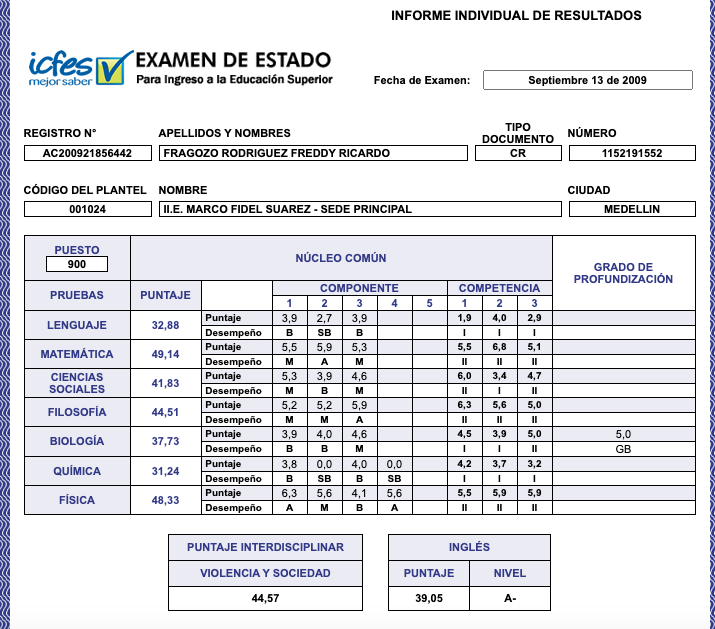 INFORME INDIVIDUAL DE RESULTADOS
icfes
mejor saber
EXAMEN DE ESTADO
Para Ingreso a la Educación Superior
Fecha de Examen: Septiembre 13 de 2009
REGISTRO N° APELLIDOS Y NOMBRES TIPO DOCUMENTO NÚMERO
AC200921856442 FRAGOZO RODRIGUEZ FREDDY RICARDO CR 1152191552
CÓDIGO DEL PLANTEL NOMBRE CIUDAD
001024 II.E. MARCO FIDEL SUAREZ - SEDE PRINCIPAL MEDELLIN
PUESTO
900
NÚCLEO COMÚN
GRADO DE
PROFUNDIZACIÓN
PRUEBAS PUNTAJE COMPONENTE COMPETENCIA
1 2 3 4 5 1 2 3
LENGUAJE 32,88 Puntaje 3,9 2,7 3,9 1,9 4,0 2,9
Desempeño B SB B I I I
MATEMÁTICA 49,14 Puntaje 5,5 5,9 5,3 5,5 6,8 5,1
Desempeño M A M II II II
CIENCIAS SOCIALES 41,83 Puntaje 5,3 3,9 4,6 6,0 3,4 4,7
Desempeño M B M II I II
FILOSOFÍA 44,51 Puntaje 5,2 5,2 5,9 6,3 5,6 5,0
Desempeño M M A II II II
BIOLOGÍA 37,73 Puntaje 3,9 4,0 4,6 4,5 3,9 5,0 5,0
Desempeño B B M I I II GB
QUÍMICA 31,24 Puntaje 3,8 0,0 4,0 0,0 4,2 3,7 3,2
Desempeño B SB B SB I I I
FÍSICA 48,33 Puntaje 6,3 5,6 4,1 5,6 5,5 5,9 5,9
Desempeño A M B A II II II
PUNTAJE INTERDISCIPLINAR INGLÉS
VIOLENCIA Y SOCIEDAD PUNTAJE NIVEL
44,57 39,05 A-